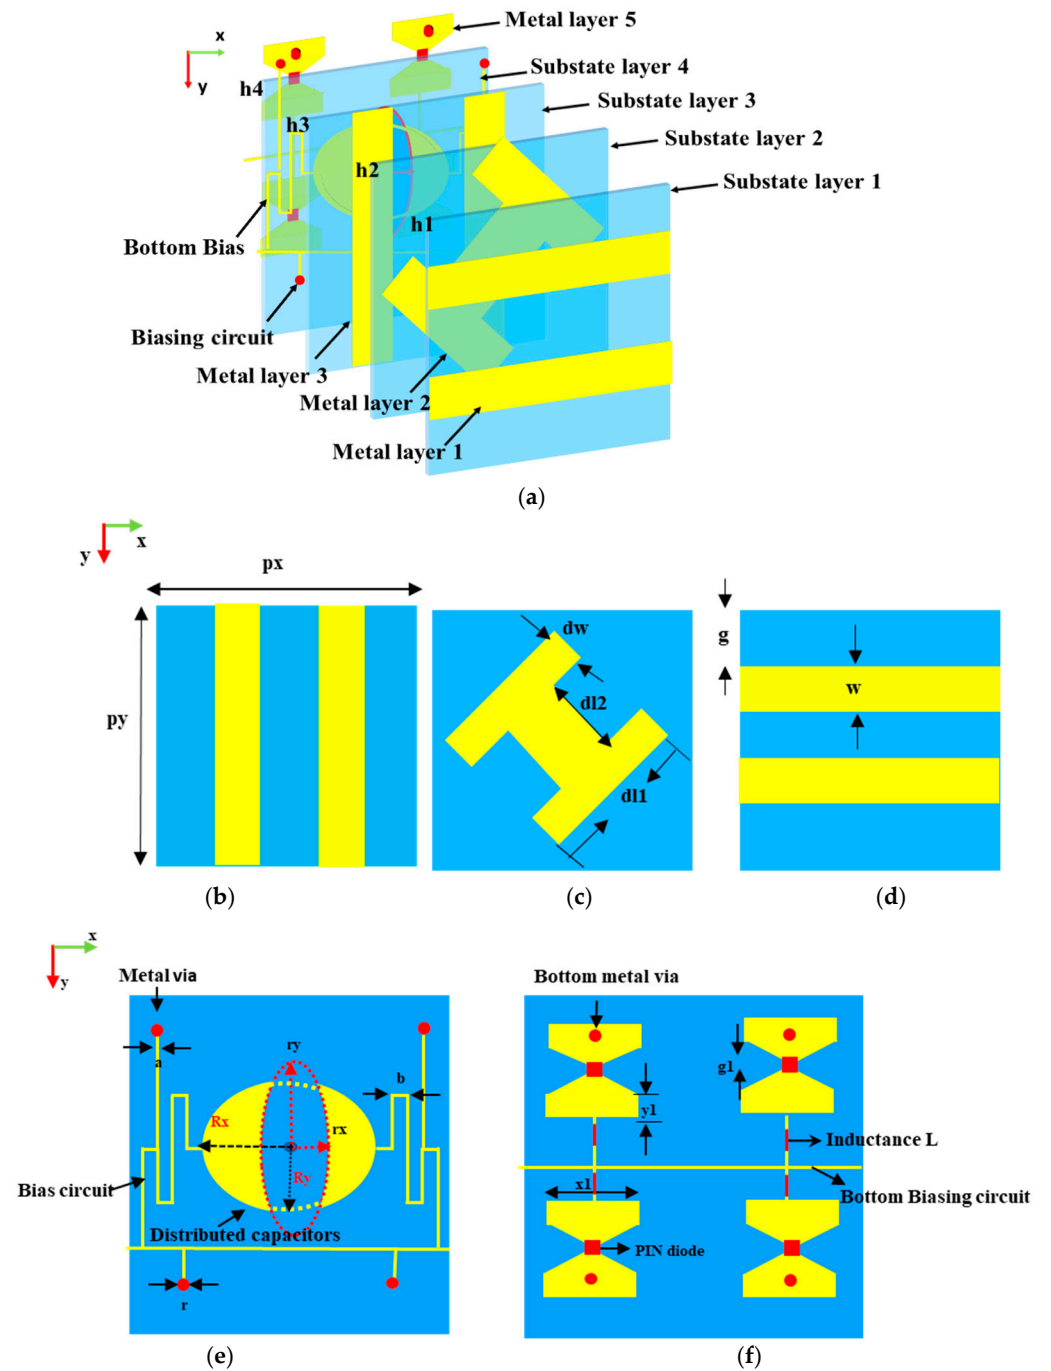 Metal layer 5
x
Substate layer 4
y
h4
Substate layer 3
h3
Substate layer 2
h2
Substate layer 1
h1
Bottom Bias
Biasing circuit
Metal layer 3
Metal layer 2
Metal layer 1
(a)
y
x
px
py
dw
dl2
dl1
g
w
(b)
(c)
(d)
x
y
Metal via
a
ry
b
Rx
rx
Ry
Bias circuit
Distributed capacitors
r
Bottom metal via
g1
y1
Inductance L
x1
Bottom Biasing circuit
PIN diode
(e)
(f)